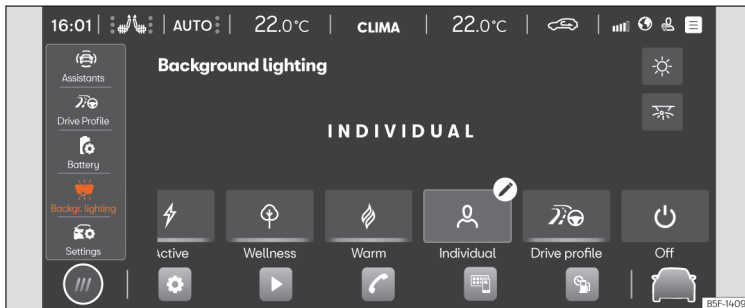 16:01 AUTO 22.0°C CLIMA 22.0°C
Assistants
Drive Profile
Battery
Backgr. lighting
Settings
Background lighting
INDIVIDUAL
Active
Wellness
Warm
Individual
Drive profile
Off
B5F-1409